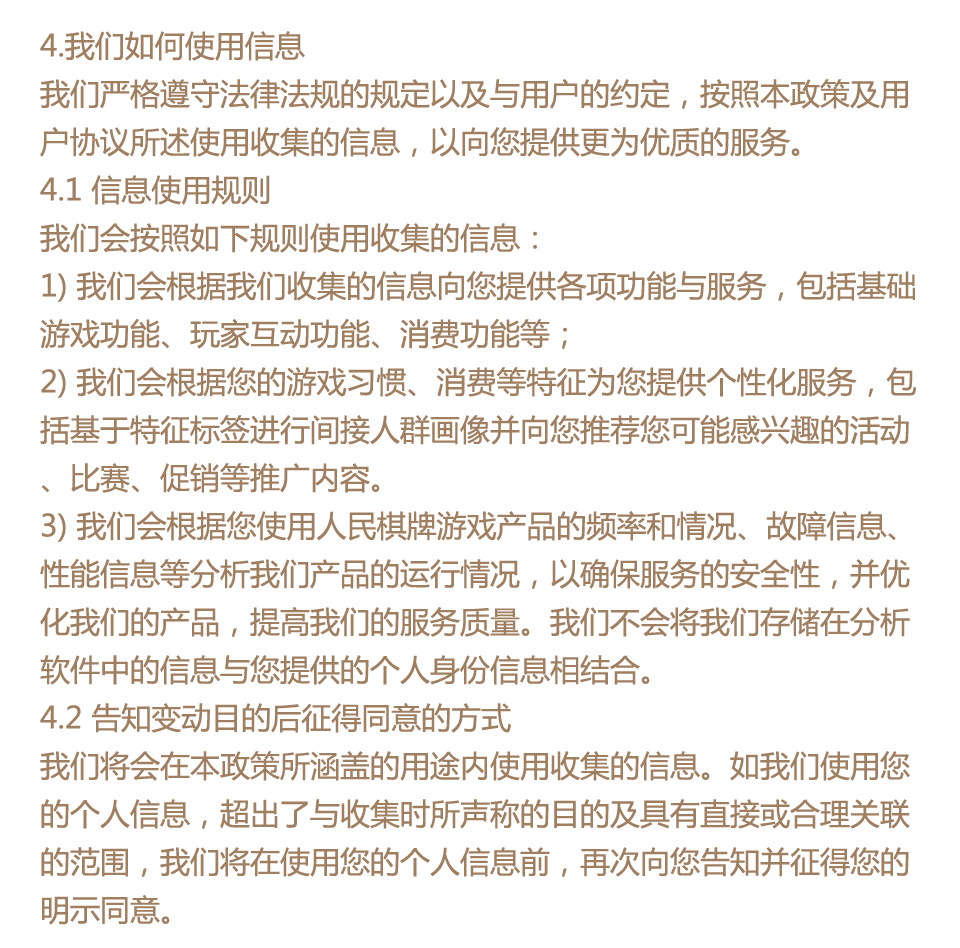 4.我们如何使用信息
我们严格遵守法律法规的规定以及与用户的约定，按照本政策及用
户协议所述使用收集的信息，以向您提供更为优质的服务。
4.1 信息使用规则
我们会按照如下规则使用收集的信息：
1) 我们会根据我们收集的信息向您提供各项功能与服务，包括基础
游戏功能、玩家互动功能、消费功能等；
2) 我们会根据您的游戏习惯、消费等特征为您提供个性化服务，包
括基于特征标签进行间接人群画像并向您推荐您可能感兴趣的活动
、比赛、促销等推广内容。
3) 我们会根据您使用人民棋牌游戏产品的频率和情况、故障信息、
性能信息等分析我们产品的运行情况，以确保服务的安全性，并优
化我们的产品，提高我们的服务质量。我们不会将我们存储在分析
软件中的信息与您提供的个人身份信息相结合。
4.2 告知变动目的后征得同意的方式
我们将会在本政策所涵盖的用途内使用收集的信息。如我们使用您
的个人信息，超出了与收集时所声称的目的及具有直接或合理关联
的范围，我们将在使用您的个人信息前，再次向您告知并征得您的
明示同意。